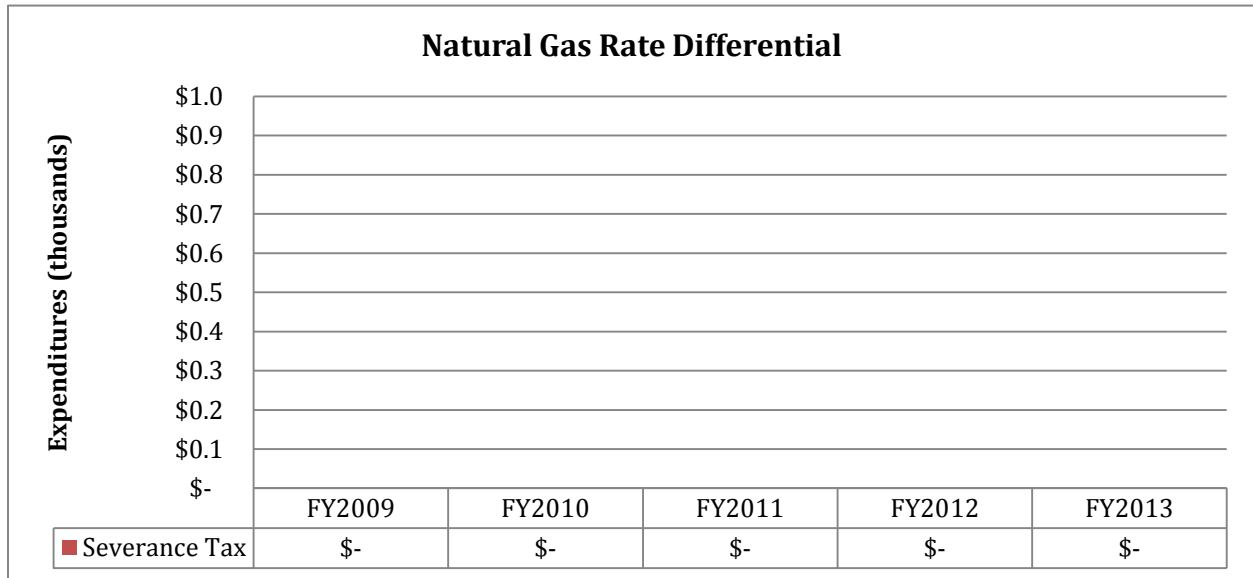 Natural Gas Rate Differential
Expenditures (thousands)
$1.0
$0.9
$0.8
$0.7
$0.6
$0.5
$0.4
$0.3
$0.2
$0.1
$-
FY2009 FY2010 FY2011 FY2012 FY2013
Severance Tax $- $- $- $- $-